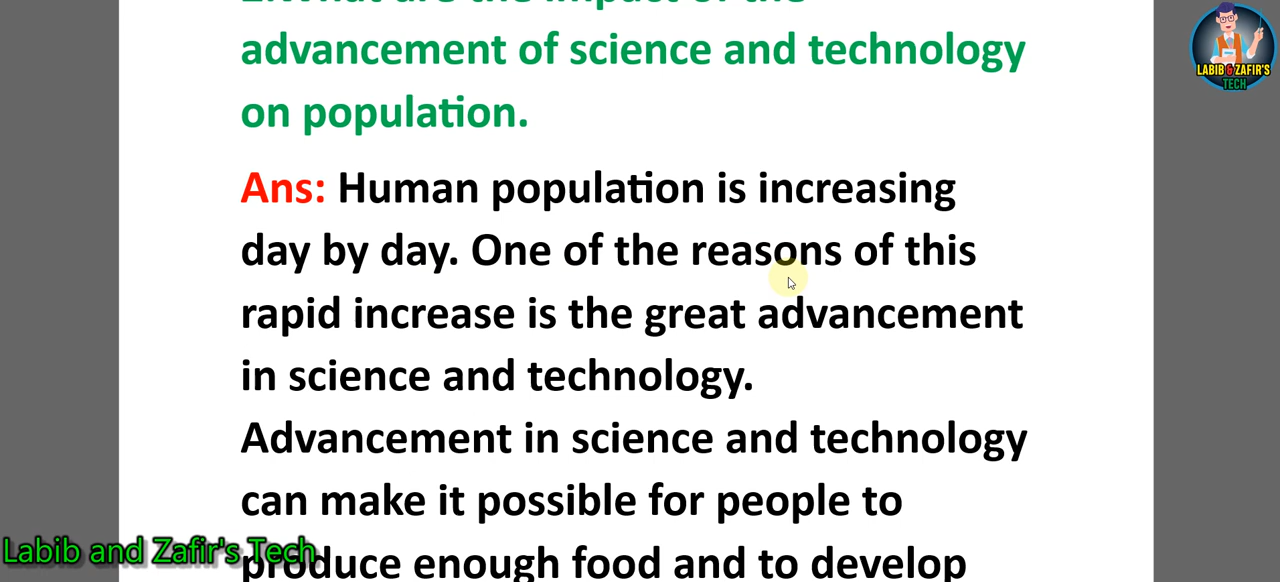 advancement of science and technology
on population.
Ans: Human population is increasing
day by day. One of the reasons of this
rapid increase is the great advancement
in science and technology.
Advancement in science and technology
can make it possible for people to
produce enough food and to develop
Labib and Zafir's Tech
LABIB & ZAFIR'S
TECH